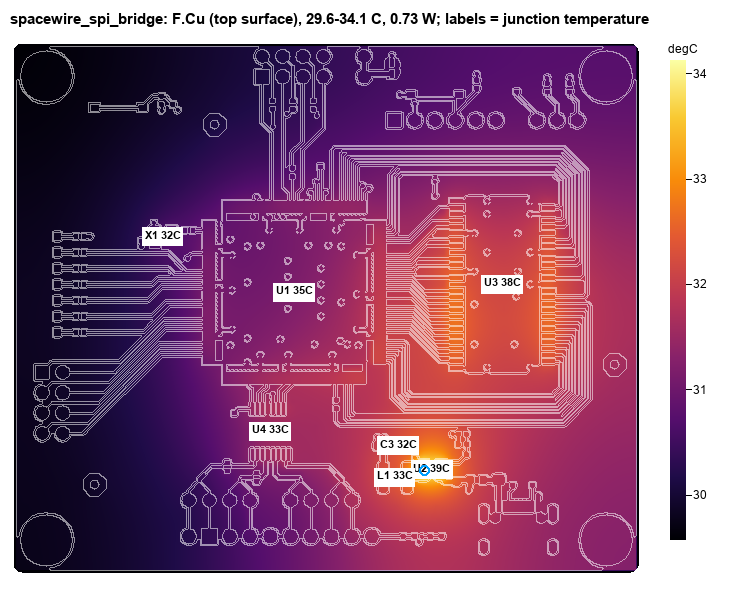 spacewire_spi_bridge: F.Cu (top surface), 29.6-34.1 C, 0.73 W; labels = junction temperature
degC
34
33
32
31
30
X1 32C
U1 35C
U3 38C
U4 33C
C3 32C
U2 39C
L1 33C